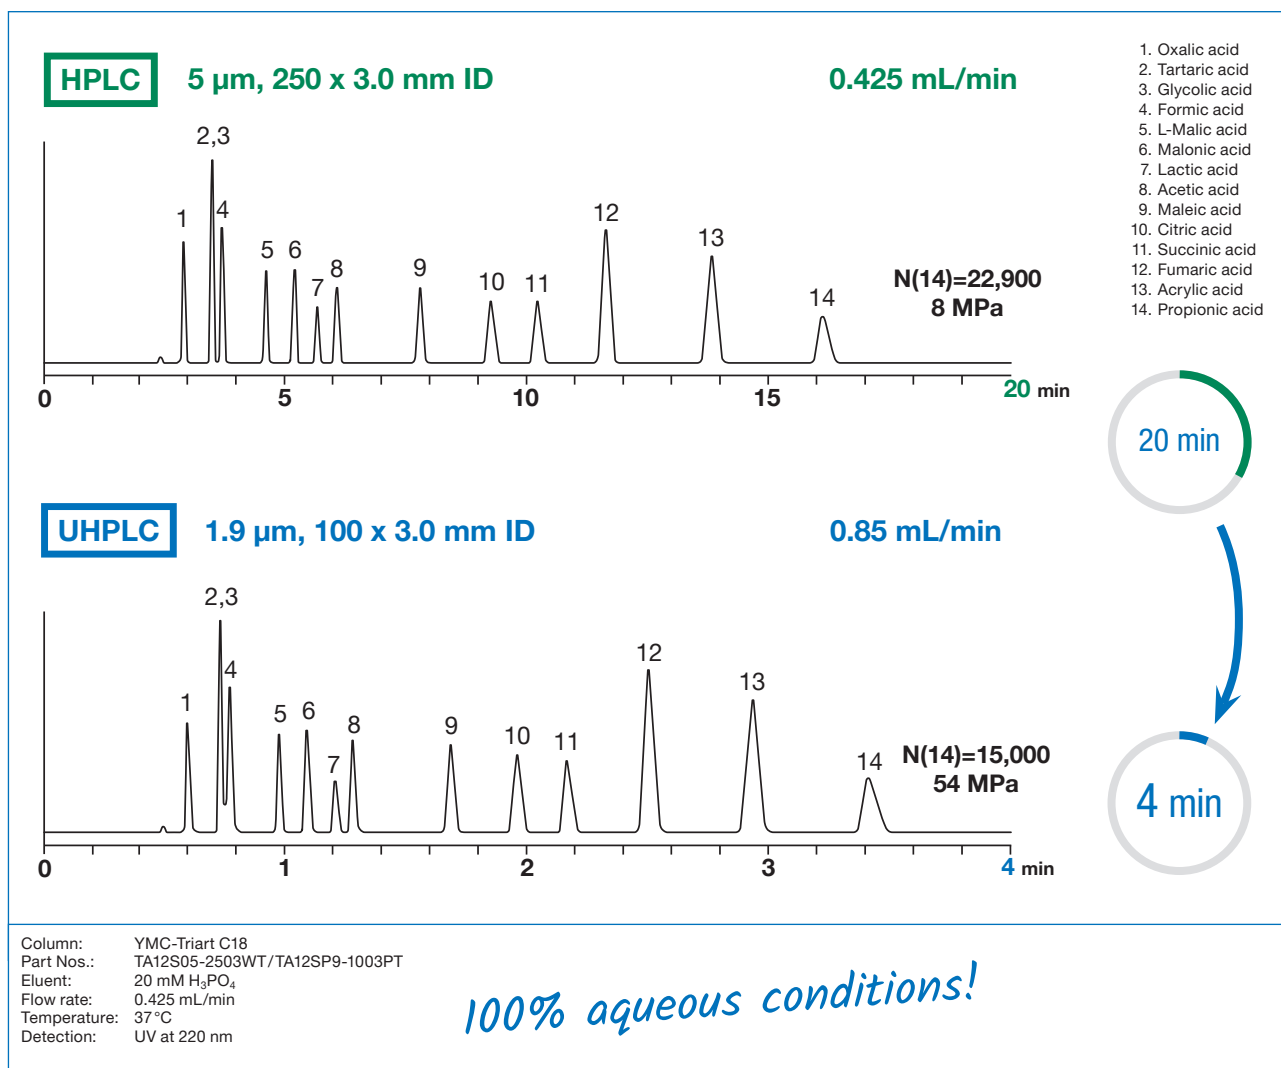 HPLC 5 µm, 250 x 3.0 mm ID 0.425 mL/min
2,3
1
4
5
6
7
8
9
10
11
12
13
14
N(14)=22,900
8 MPa
0 5 10 15 20 min
1. Oxalic acid
2. Tartaric acid
3. Glycolic acid
4. Formic acid
5. L-Malic acid
6. Malonic acid
7. Lactic acid
8. Acetic acid
9. Maleic acid
10. Citric acid
11. Succinic acid
12. Fumaric acid
13. Acrylic acid
14. Propionic acid
20 min
UHPLC 1.9 µm, 100 x 3.0 mm ID 0.85 mL/min
2,3
1
4
5
6
7
8
9
10
11
12
13
14
N(14)=15,000
54 MPa
0 1 2 3 4 min
4 min
Column: YMC-Triart C18
Part Nos.: TA12S05-2503WT/TA12SP9-1003PT
Eluent: 20 mM H₃PO₄
Flow rate: 0.425 mL/min
Temperature: 37°C
Detection: UV at 220 nm
100% aqueous conditions!